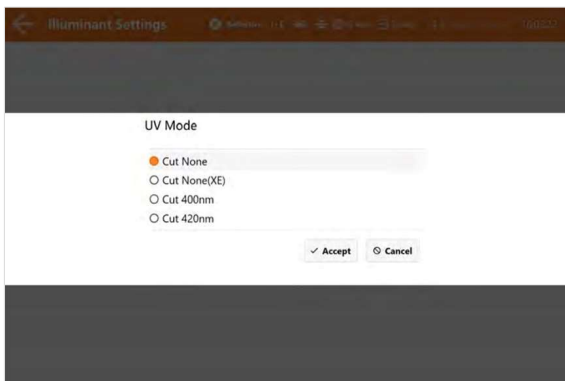 Illuminant Settings
UV Mode
Cut None
Cut None(XE)
Cut 400nm
Cut 420nm
Accept Cancel